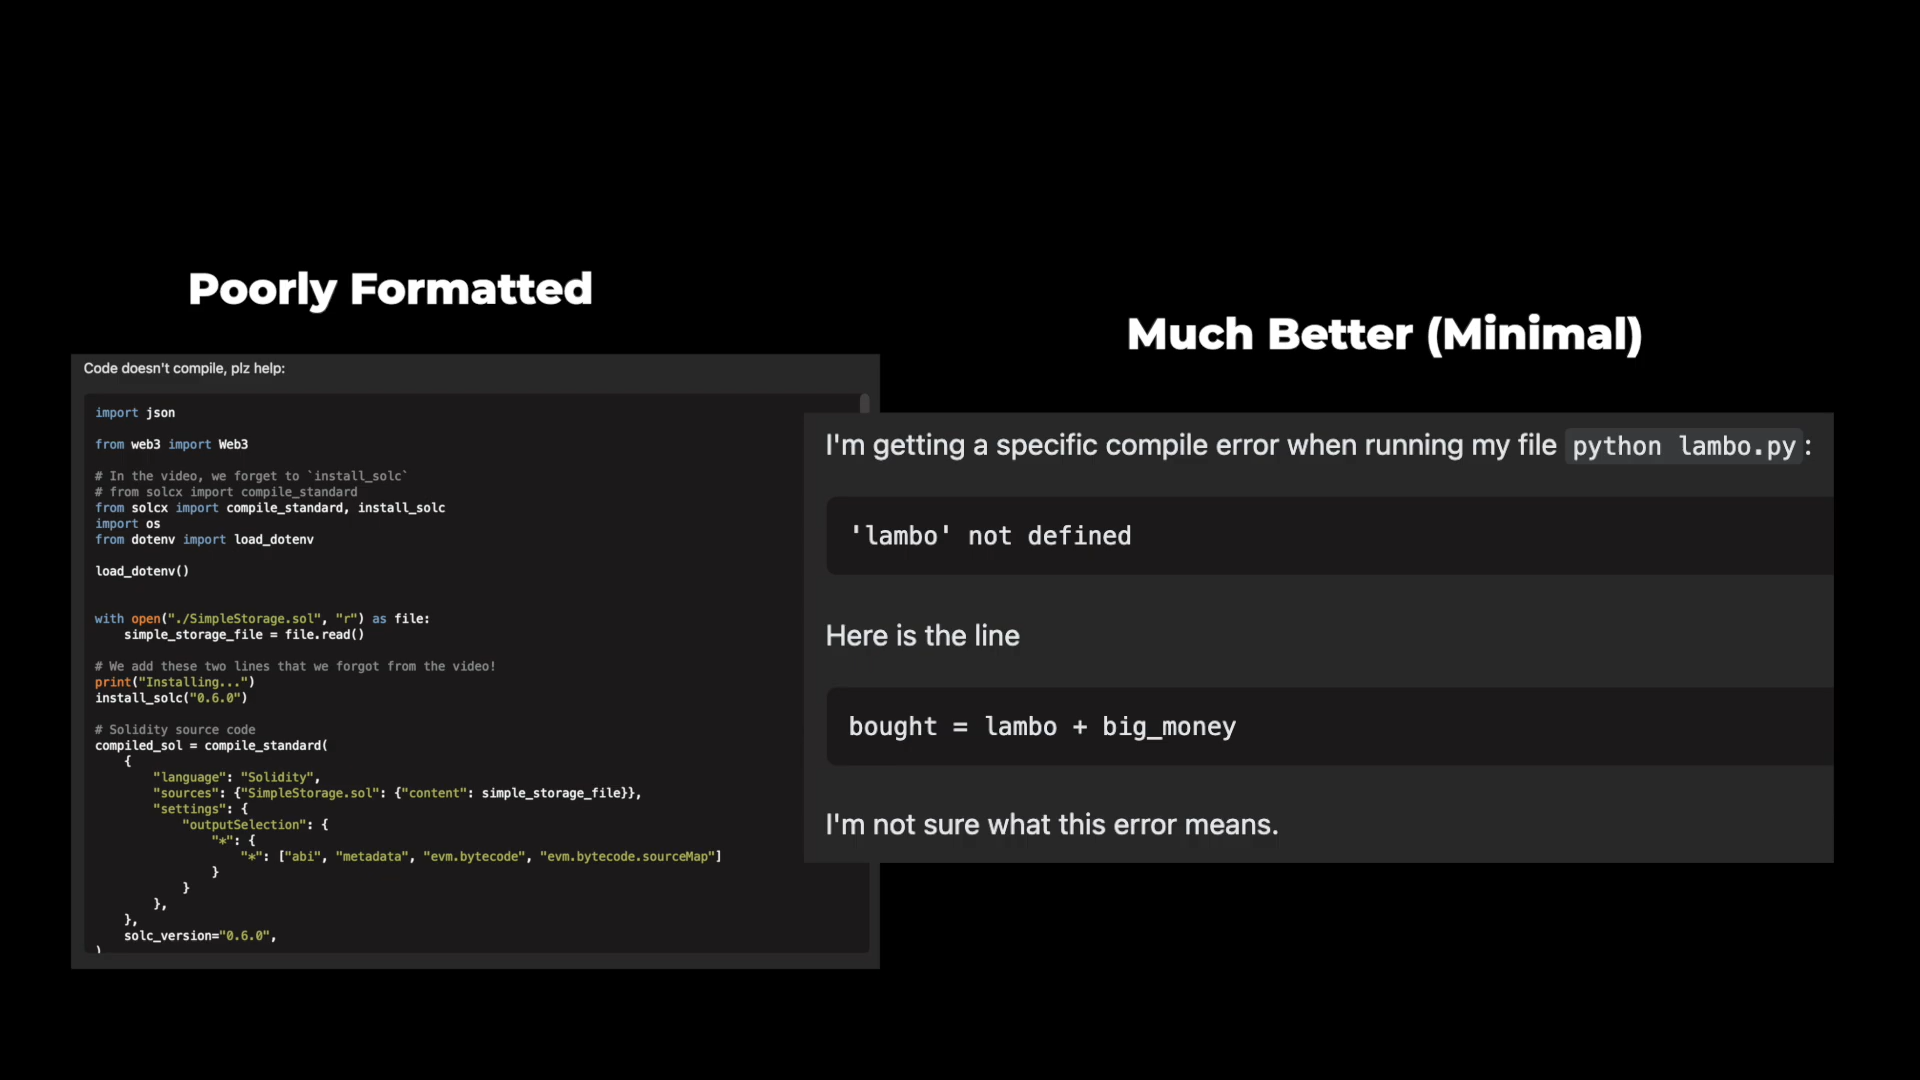 Poorly Formatted
Code doesn't compile, plz help:
import json
from web3 import Web3
# In the video, we forget to `install_solc`
# from solcx import compile_standard
from solcx import compile_standard, install_solc
import os
from dotenv import load_dotenv
load_dotenv()
with open("./SimpleStorage.sol", "r") as file:
    simple_storage_file = file.read()
# We add these two lines that we forgot from the video!
print("Installing...")
install_solc("0.6.0")
# Solidity source code
compiled_sol = compile_standard(
    {
        "language": "Solidity",
        "sources": {"SimpleStorage.sol": {"content": simple_storage_file}},
        "settings": {
            "outputSelection": {
                "*": {
                    "*": ["abi", "metadata", "evm.bytecode", "evm.bytecode.sourceMap"]
                }
            }
        },
    },
    solc_version="0.6.0",
)
Much Better (Minimal)
I'm getting a specific compile error when running my file python lambo.py:
'lambo' not defined
Here is the line
bought = lambo + big_money
I'm not sure what this error means.